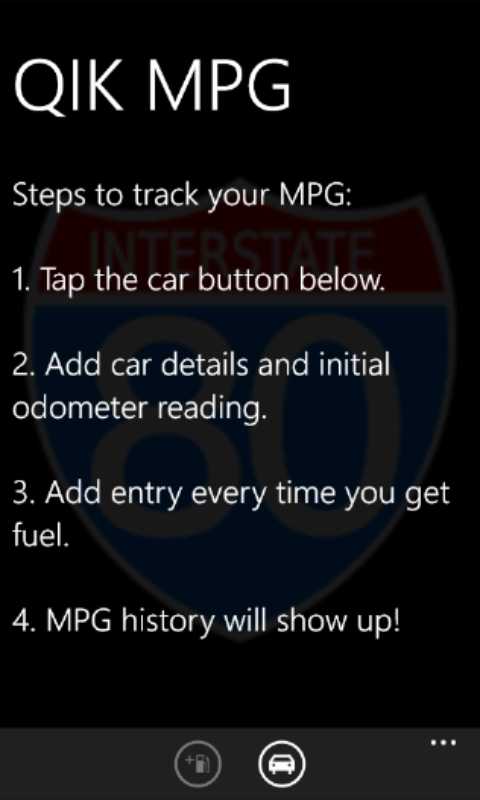 QIK MPG
Steps to track your MPG:
INTERSTATE
1. Tap the car button below.
80
2. Add car details and initial
odometer reading.
3. Add entry every time you get
fuel.
4. MPG history will show up!